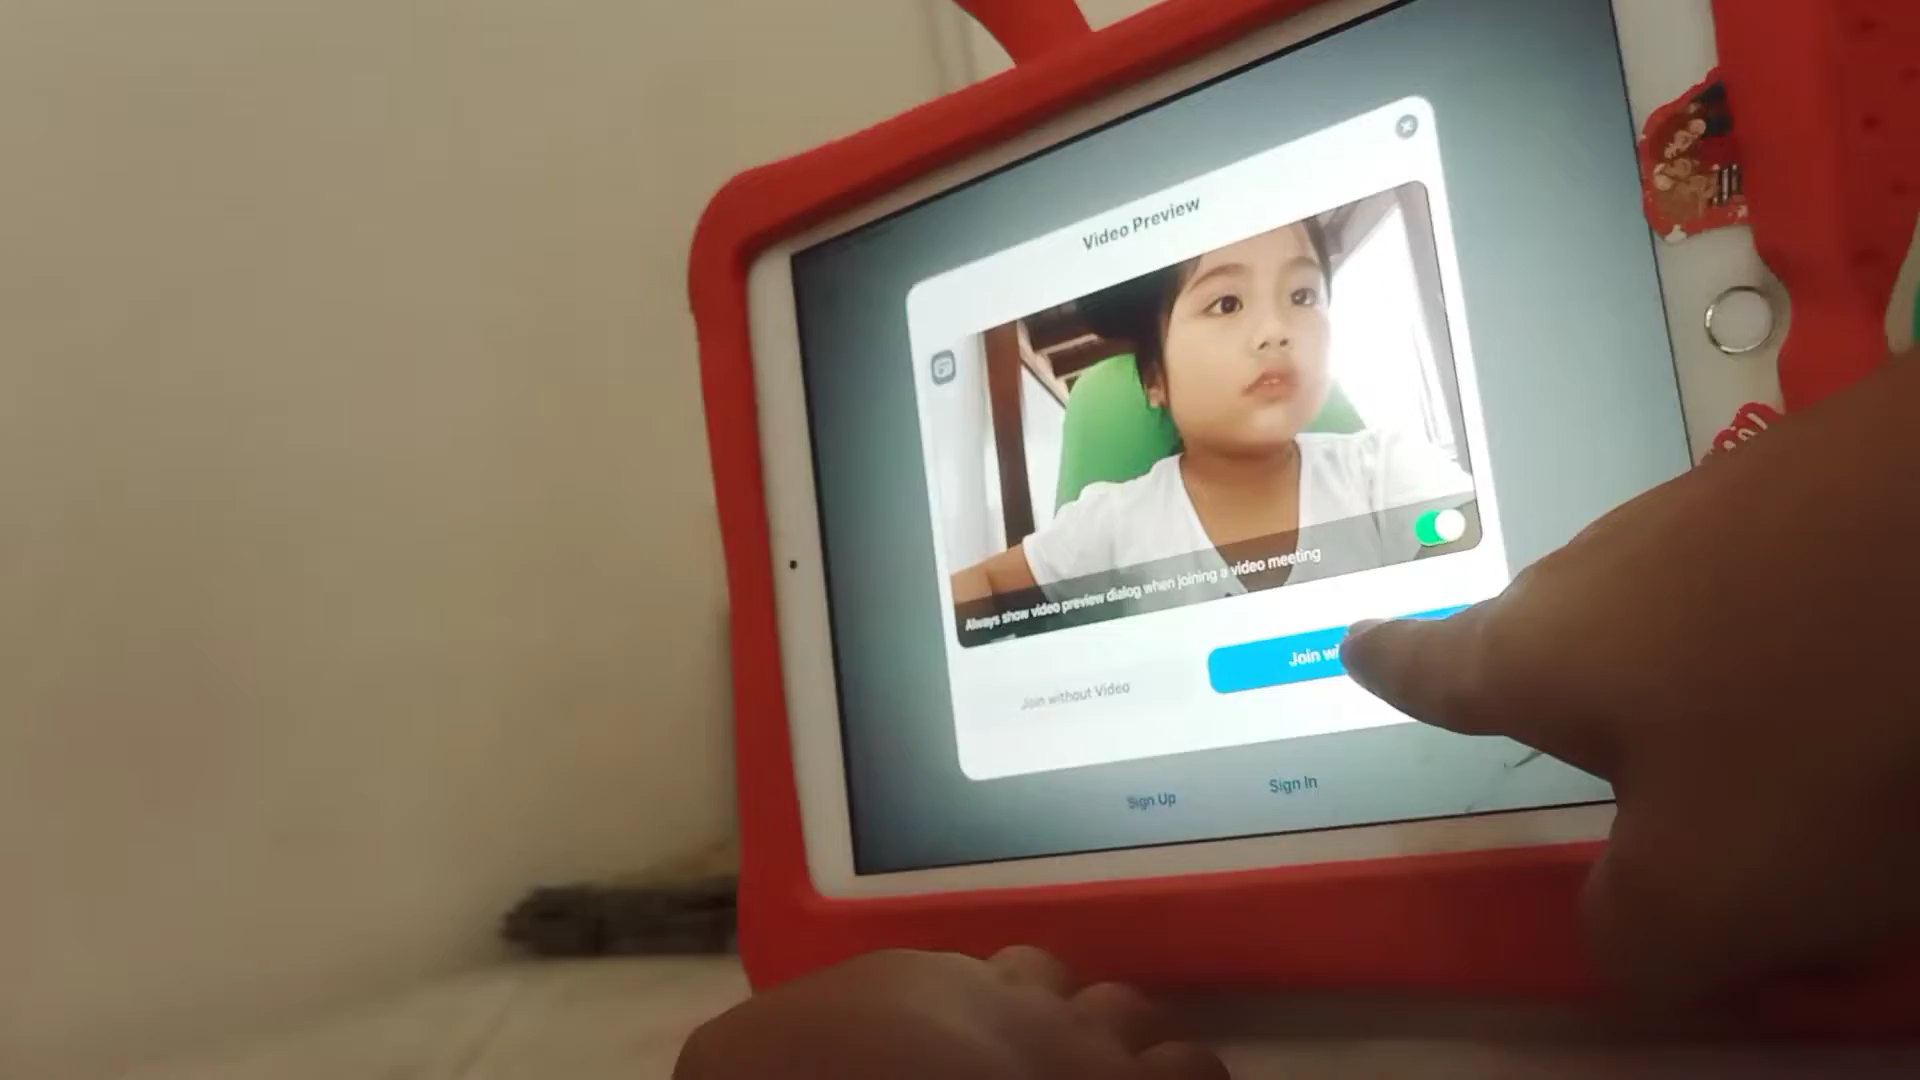 Video Preview
Always show video preview dialog when joining a video meeting
Join without Video
Join wi
Sign Up
Sign In